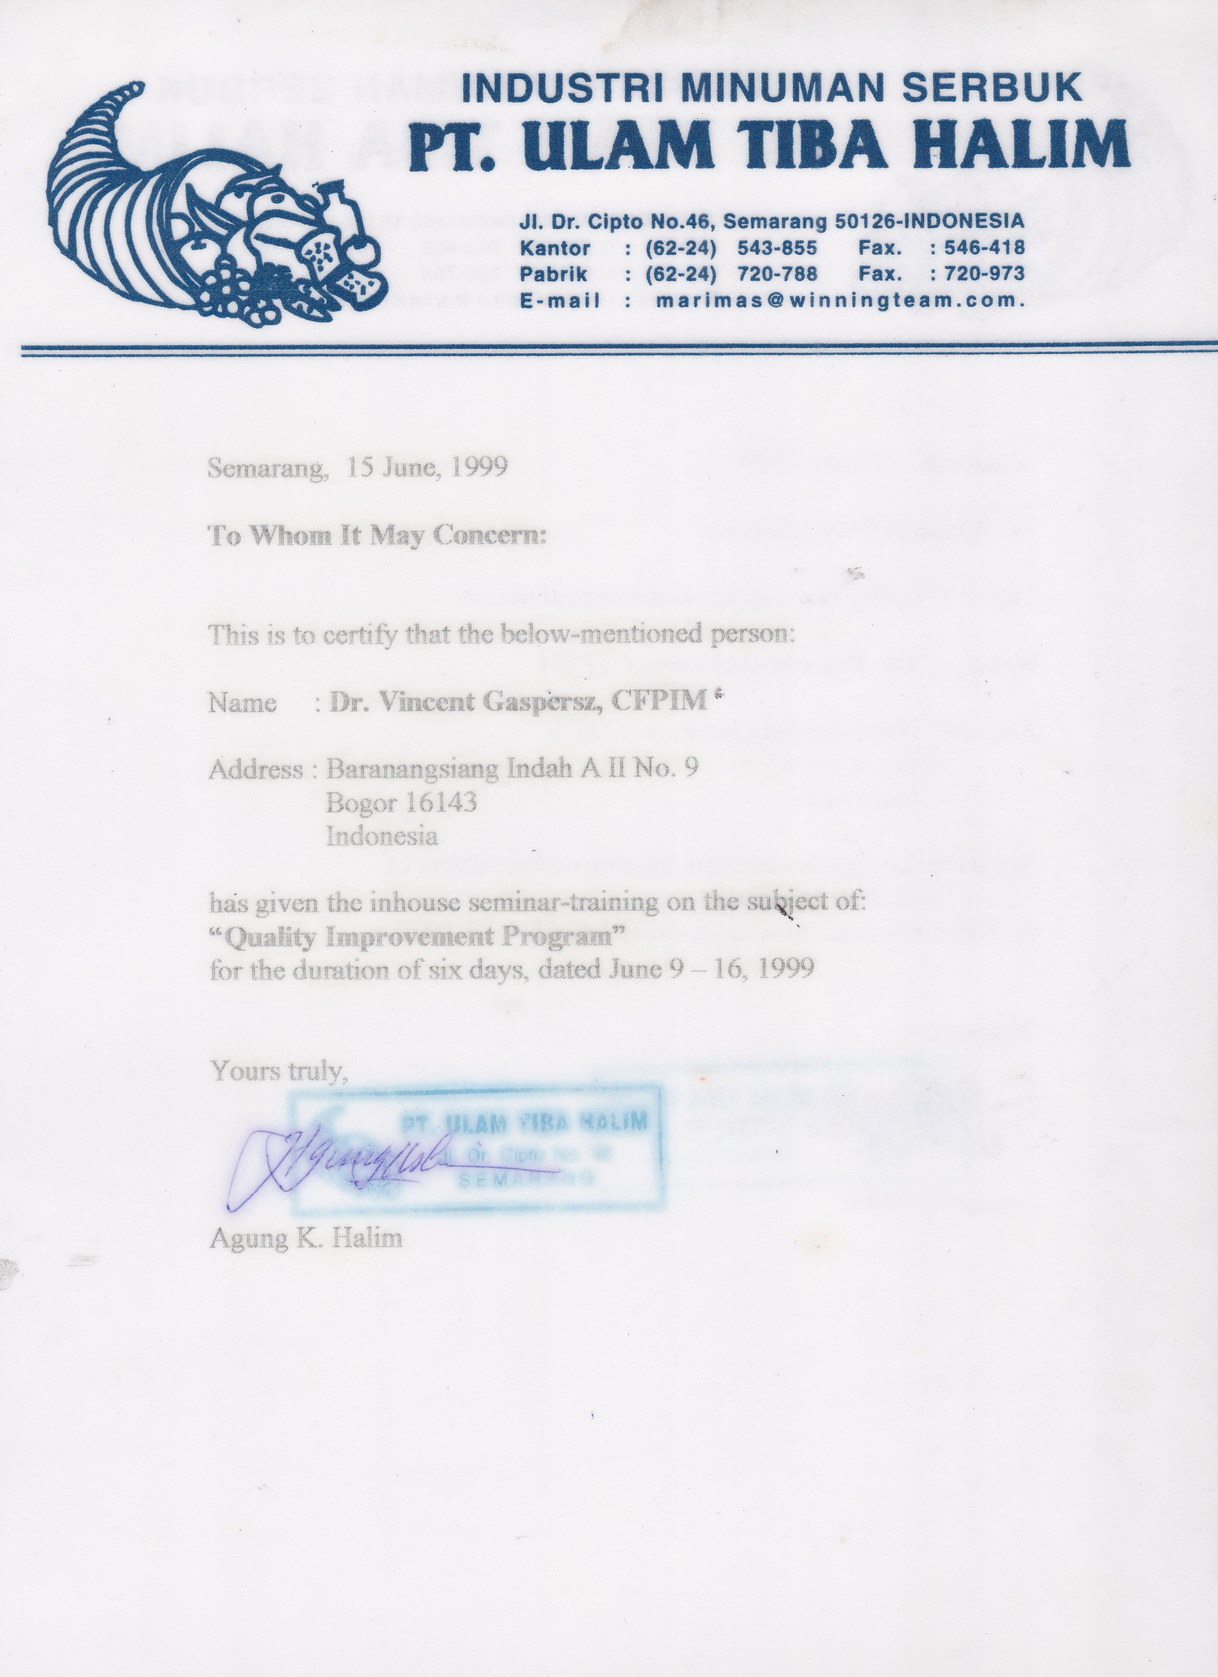 INDUSTRI MINUMAN SERBUK
PT. ULAM TIBA HALIM
Jl. Dr. Cipto No.46, Semarang 50126-INDONESIA
Kantor : (62-24) 543-855 Fax. : 546-418
Pabrik : (62-24) 720-788 Fax. : 720-973
E-mail : marimas@winningteam.com.
Semarang, 15 June, 1999
To Whom It May Concern:
This is to certify that the below-mentioned person:
Name : Dr. Vincent Gaspersz, CFPIM
Address : Baranangsiang Indah A II No. 9
Bogor 16143
Indonesia
has given the inhouse seminar-training on the subject of:
“Quality Improvement Program”
for the duration of six days, dated June 9 – 16, 1999
Yours truly,
PT. ULAM TIBA HALIM
Jl. Dr. Cipto No. 46
SEMARANG
Agung K. Halim